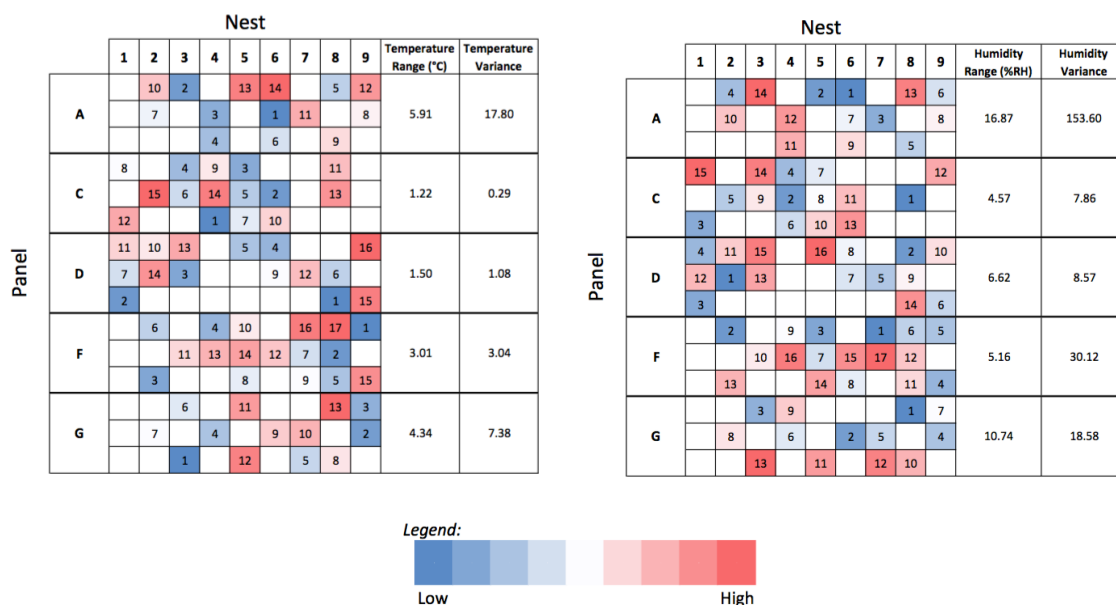 Nest
1 2 3 4 5 6 7 8 9 Temperature Range (°C) Temperature Variance
Panel
10 2 13 14 5 12
A 7 3 1 11 8 5.91 17.80
4 6 9
8 4 9 3 11
C 15 6 14 5 2 13 1.22 0.29
12 1 7 10
11 10 13 5 4 16
D 7 14 3 9 12 6 1.50 1.08
2 1 15
6 4 10 16 17 1
F 11 13 14 12 7 2 3.01 3.04
3 8 9 5 15
6 11 13 3
G 7 4 9 10 2 4.34 7.38
1 12 5 8
Nest
1 2 3 4 5 6 7 8 9 Humidity Range (%RH) Humidity Variance
Panel
4 14 2 1 13 6
A 10 12 7 3 8 16.87 153.60
11 9 5
15 14 4 7 12
C 5 9 2 8 11 1 4.57 7.86
3 6 10 13
4 11 15 16 8 2 10
D 12 1 13 7 5 9 6.62 8.57
3 14 6
2 9 3 1 6 5
F 10 16 7 15 17 12 5.16 30.12
13 14 8 11 4
3 9 1 7
G 8 6 2 5 4 10.74 18.58
13 11 12 10
Legend:
Low High